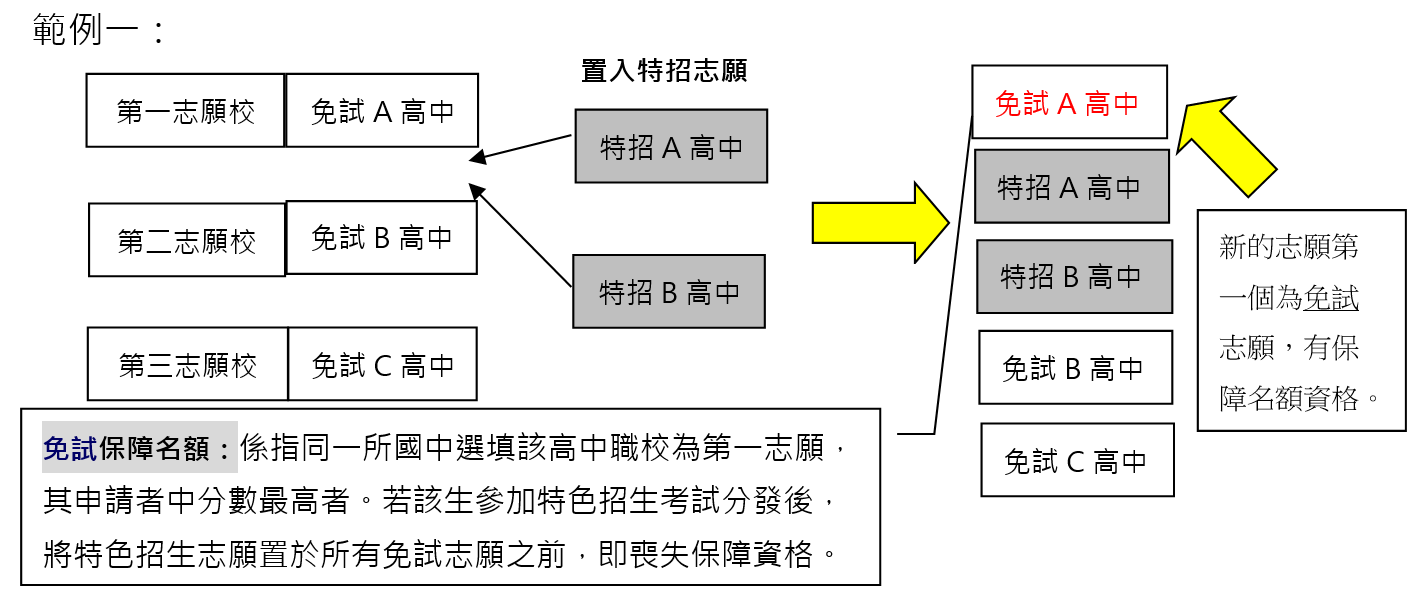 範例一：
置入特招志願
第一志願校 免試 A 高中
特招 A 高中
第二志願校 免試 B 高中
特招 B 高中
第三志願校 免試 C 高中
免試 A 高中
特招 A 高中
特招 B 高中
免試 B 高中
免試 C 高中
新的志願第
一個為免試
志願，有保
障名額資格。
免試保障名額：係指同一所國中選填該高中職校為第一志願，
其申請者中分數最高者。若該生參加特色招生考試分發後，
將特色招生志願置於所有免試志願之前，即喪失保障資格。